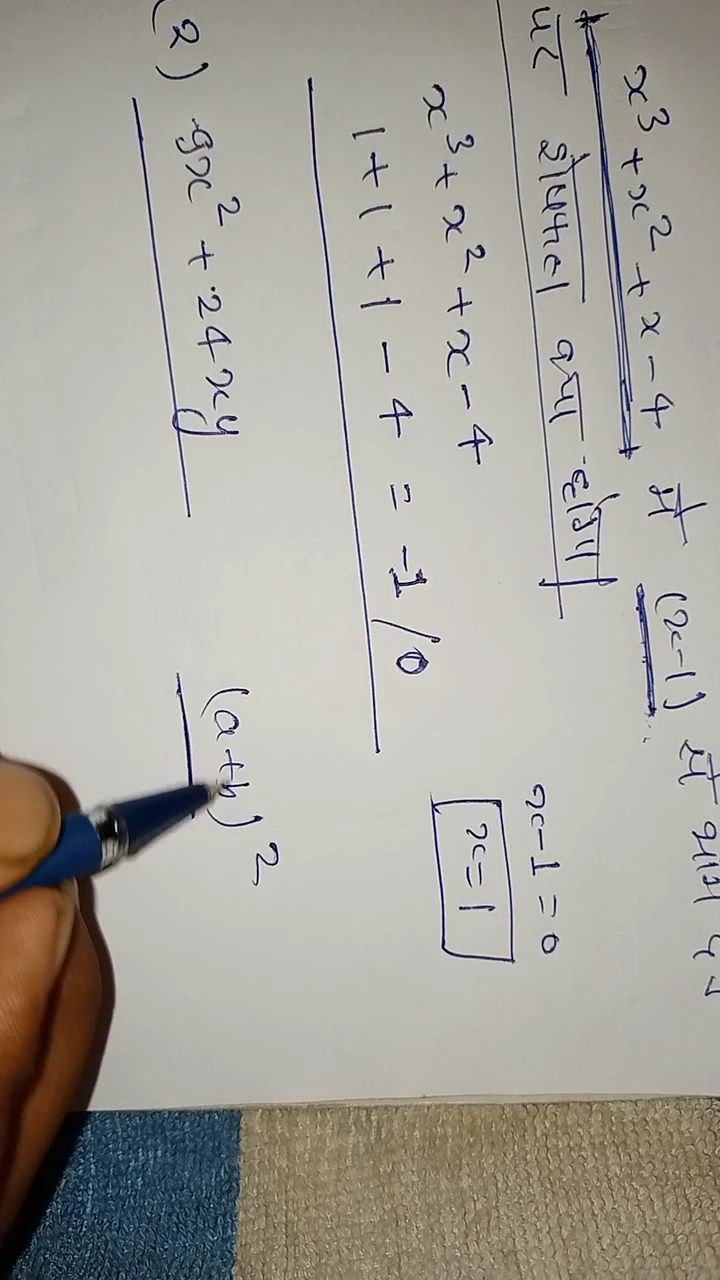 x³ + x² + x - 4 में (x-1) से भाग देने
पर शेषफल क्या होगा
x³ + x² + x - 4
x - 1 = 0
1 + 1 + 1 - 4 = -1/0
x = 1
(2) 9x² + 24xy
(a+b)²